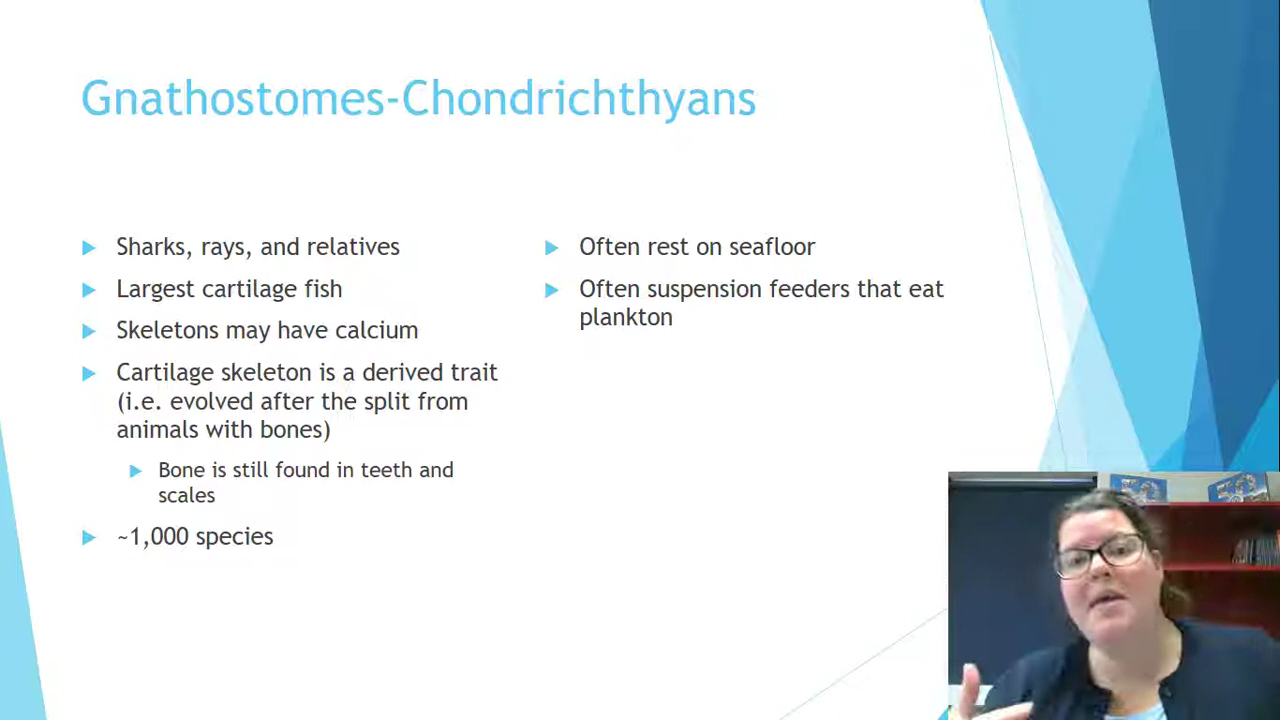 Gnathostomes-Chondrichthyans
Sharks, rays, and relatives
Largest cartilage fish
Skeletons may have calcium
Cartilage skeleton is a derived trait
(i.e. evolved after the split from
animals with bones)
Bone is still found in teeth and
scales
~1,000 species
Often rest on seafloor
Often suspension feeders that eat
plankton